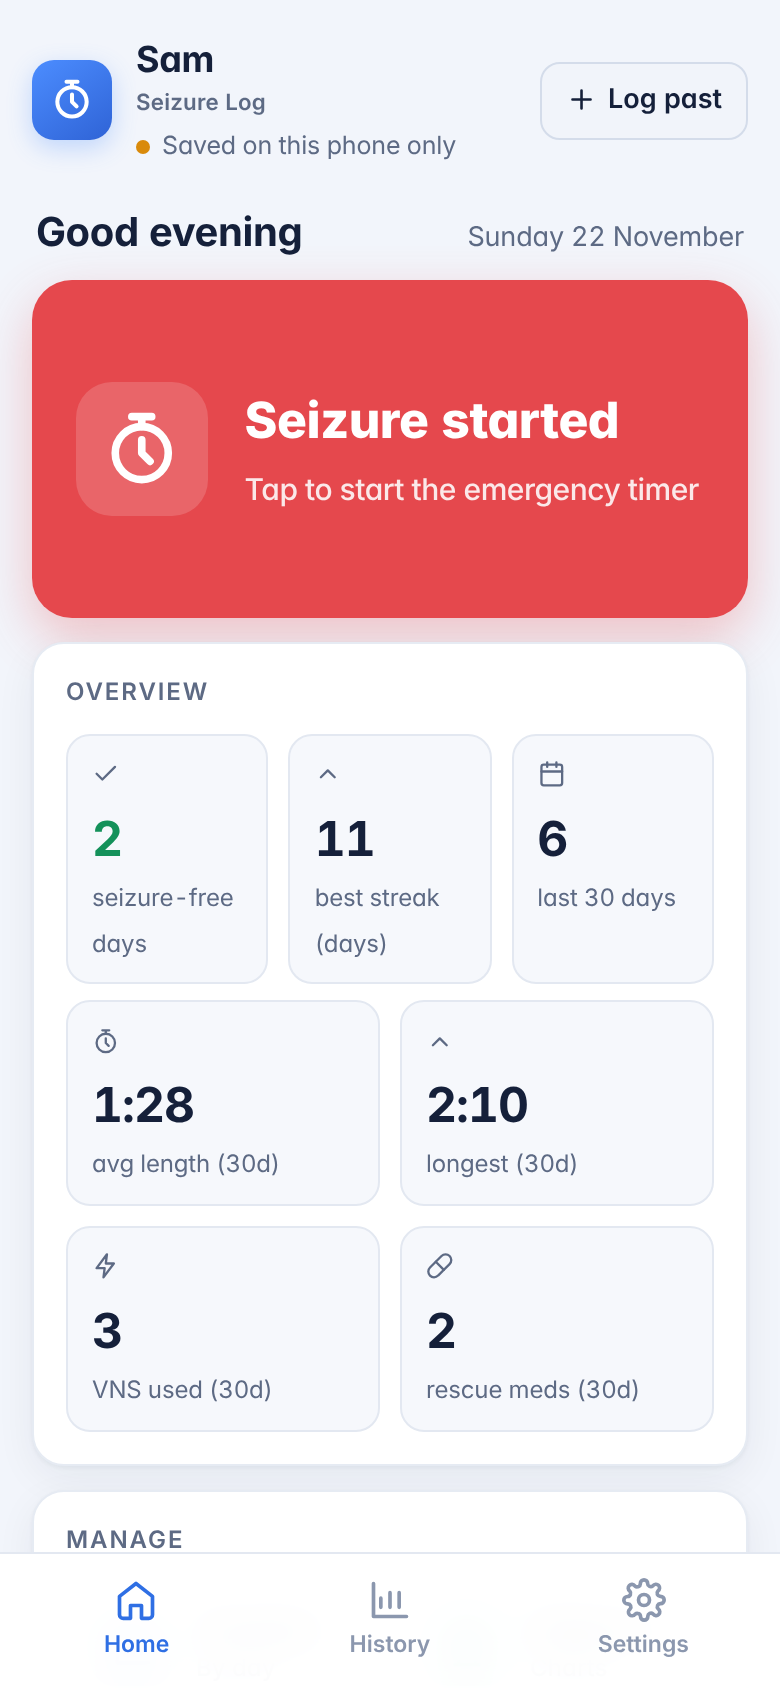 Sam
Seizure Log
Saved on this phone only
Log past
Good evening
Sunday 22 November
Seizure started
Tap to start the emergency timer
OVERVIEW
2
seizure-free
days
11
best streak
(days)
6
last 30 days
1:28
avg length (30d)
2:10
longest (30d)
3
VNS used (30d)
2
rescue meds (30d)
MANAGE
Home
History
Settings